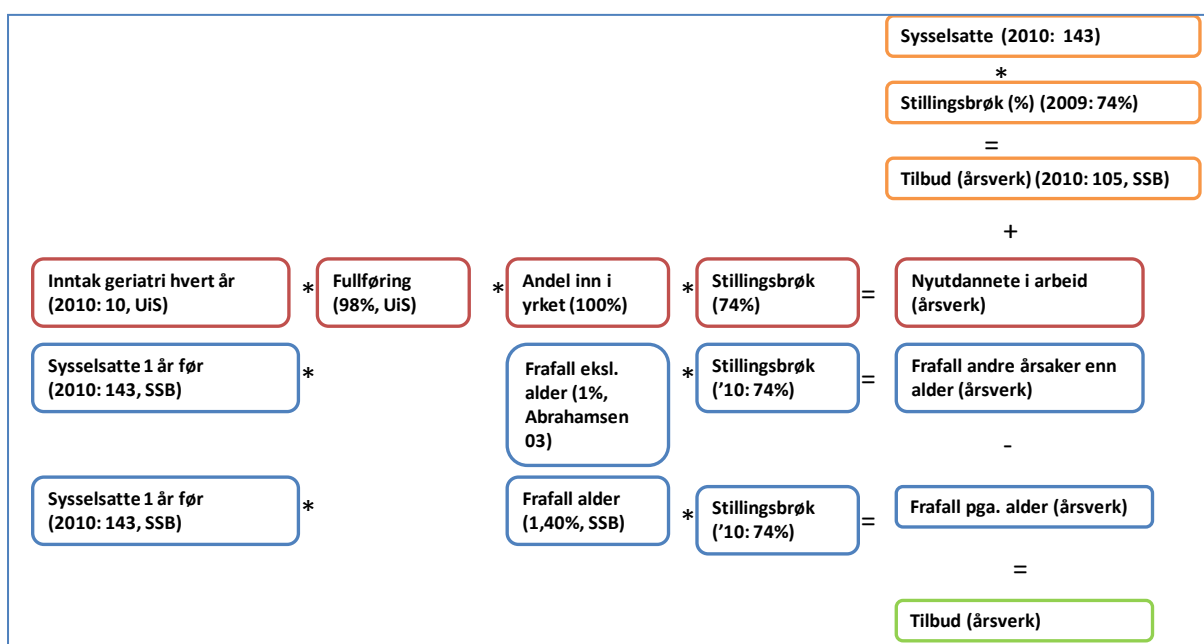 Sysselsatte (2010: 143)
*
Stillingsbrøk (%) (2009: 74%)
=
Tilbud (årsverk) (2010: 105, SSB)
+
Inntak geriatri hvert år
(2010: 10, UiS)
*
Fullføring
(98%, UiS)
*
Andel inn i
yrket (100%)
*
Stillingsbrøk
(74%)
=
Nyutdannete i arbeid
(årsverk)
Sysselsatte 1 år før
(2010: 143, SSB)
*
Frafall eksl.
alder (1%,
Abrahamsen
03)
*
Stillingsbrøk
('10: 74%)
=
Frafall andre årsaker enn
alder (årsverk)
-
Sysselsatte 1 år før
(2010: 143, SSB)
*
Frafall alder
(1,40%, SSB)
*
Stillingsbrøk
('10: 74%)
=
Frafall pga. alder (årsverk)
=
Tilbud (årsverk)